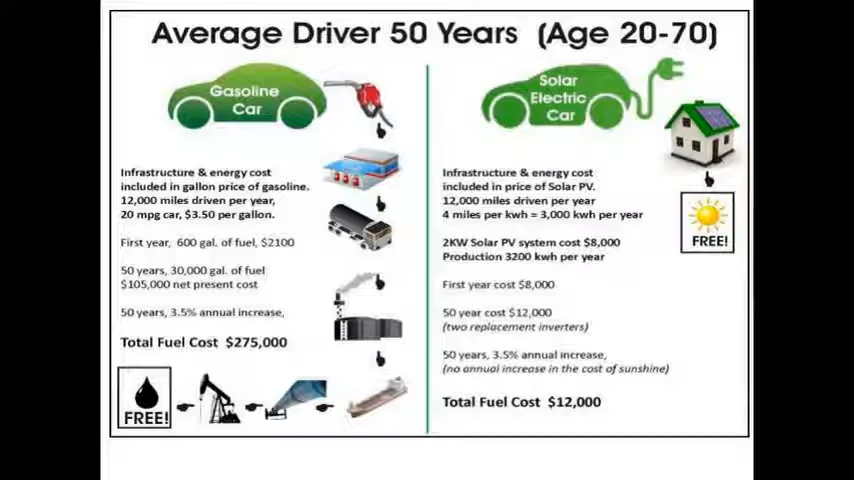 Average Driver 50 Years (Age 20-70)
Gasoline
Car
Infrastructure & energy cost
included in gallon price of gasoline.
12,000 miles driven per year,
20 mpg car, $3.50 per gallon.
First year, 600 gal. of fuel, $2100
50 years, 30,000 gal. of fuel
$105,000 net present cost
50 years, 3.5% annual increase,
Total Fuel Cost $275,000
FREE!
Solar
Electric
Car
Infrastructure & energy cost
included in price of Solar PV.
12,000 miles driven per year
4 miles per kwh = 3,000 kwh per year
2KW Solar PV system cost $8,000
Production 3200 kwh per year
First year cost $8,000
50 year cost $12,000
(two replacement inverters)
50 years, 3.5% annual increase,
(no annual increase in the cost of sunshine)
Total Fuel Cost $12,000
FREE!